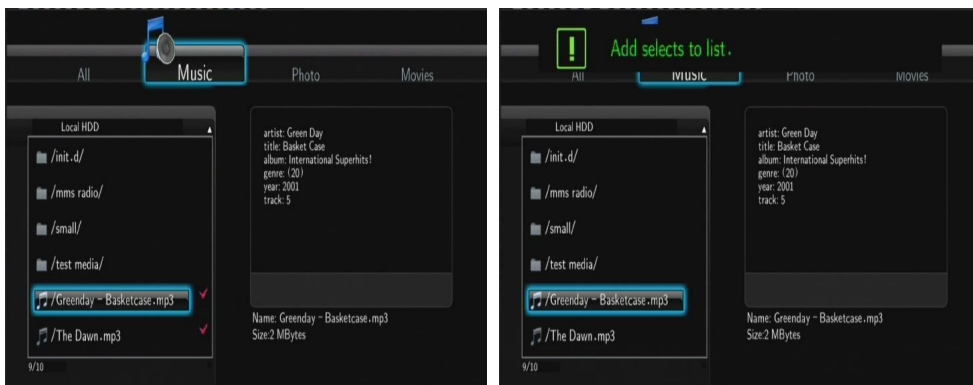 All
Music
Photo
Movies
Local HDD
/init.d/
/mms radio/
/small/
/test media/
/Greenday - Basketcase.mp3
/The Dawn.mp3
9/10
artist: Green Day
title: Basket Case
album: International Superhits!
genre: (20)
year: 2001
track: 5
Name: Greenday - Basketcase.mp3
Size:2 MBytes
Add selects to list.
All
Music
Photo
Movies
Local HDD
/init.d/
/mms radio/
/small/
/test media/
/Greenday - Basketcase.mp3
/The Dawn.mp3
9/10
artist: Green Day
title: Basket Case
album: International Superhits!
genre: (20)
year: 2001
track: 5
Name: Greenday - Basketcase.mp3
Size:2 MBytes